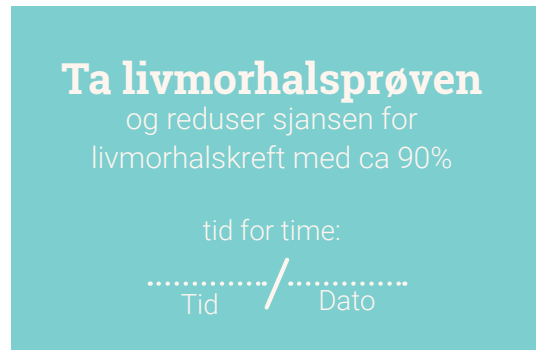 Ta livmorhalsprøven
og reduser sjansen for
livmorhalskreft med ca 90%
tid for time:
............../..............
Tid Dato